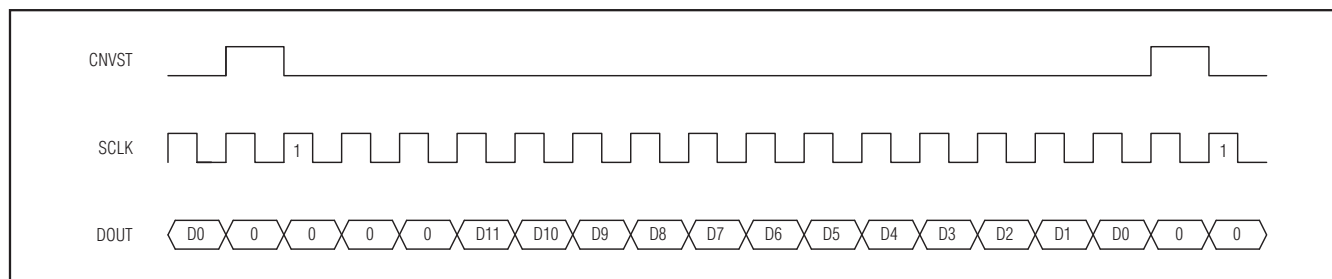 CNVST
SCLK 1 1
DOUT D0 0 0 0 0 D11 D10 D9 D8 D7 D6 D5 D4 D3 D2 D1 D0 0 0